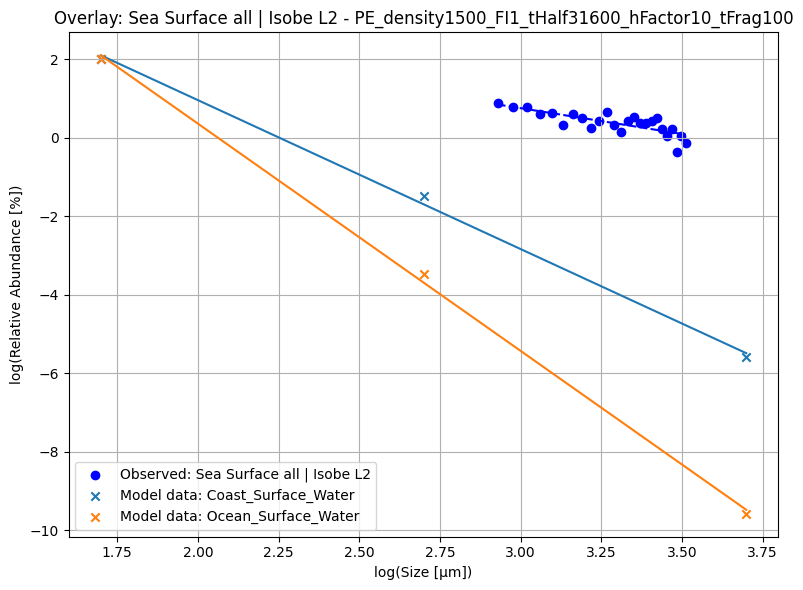 Overlay: Sea Surface all | Isobe L2 - PE_density1500_FI1_tHalf31600_hFactor10_tFrag100
log(Relative Abundance [%])
2
0
−2
−4
−6
−8
−10
Observed: Sea Surface all | Isobe L2
Model data: Coast_Surface_Water
Model data: Ocean_Surface_Water
1.75 2.00 2.25 2.50 2.75 3.00 3.25 3.50 3.75
log(Size [μm])